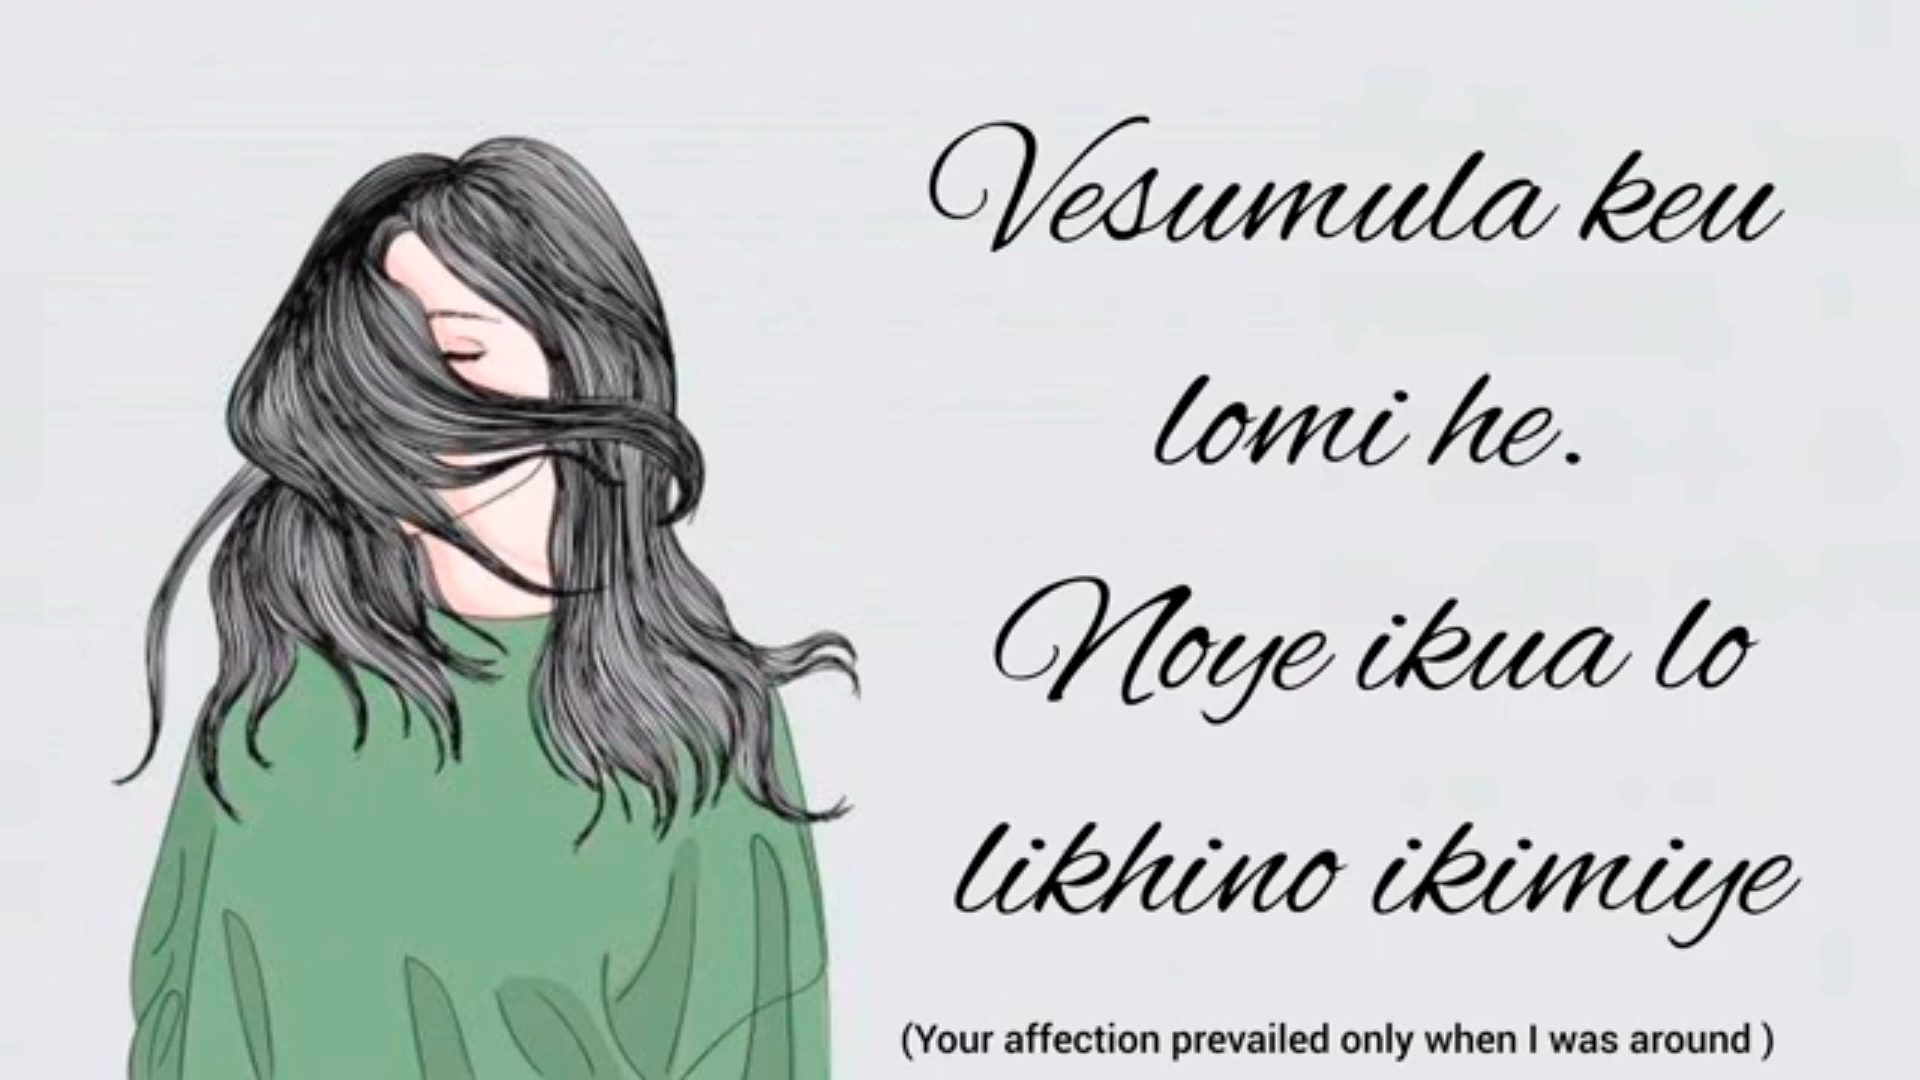 Vesumula keu
lomi he.
Noye ikua lo
likhino ikimiye
(Your affection prevailed only when I was around )